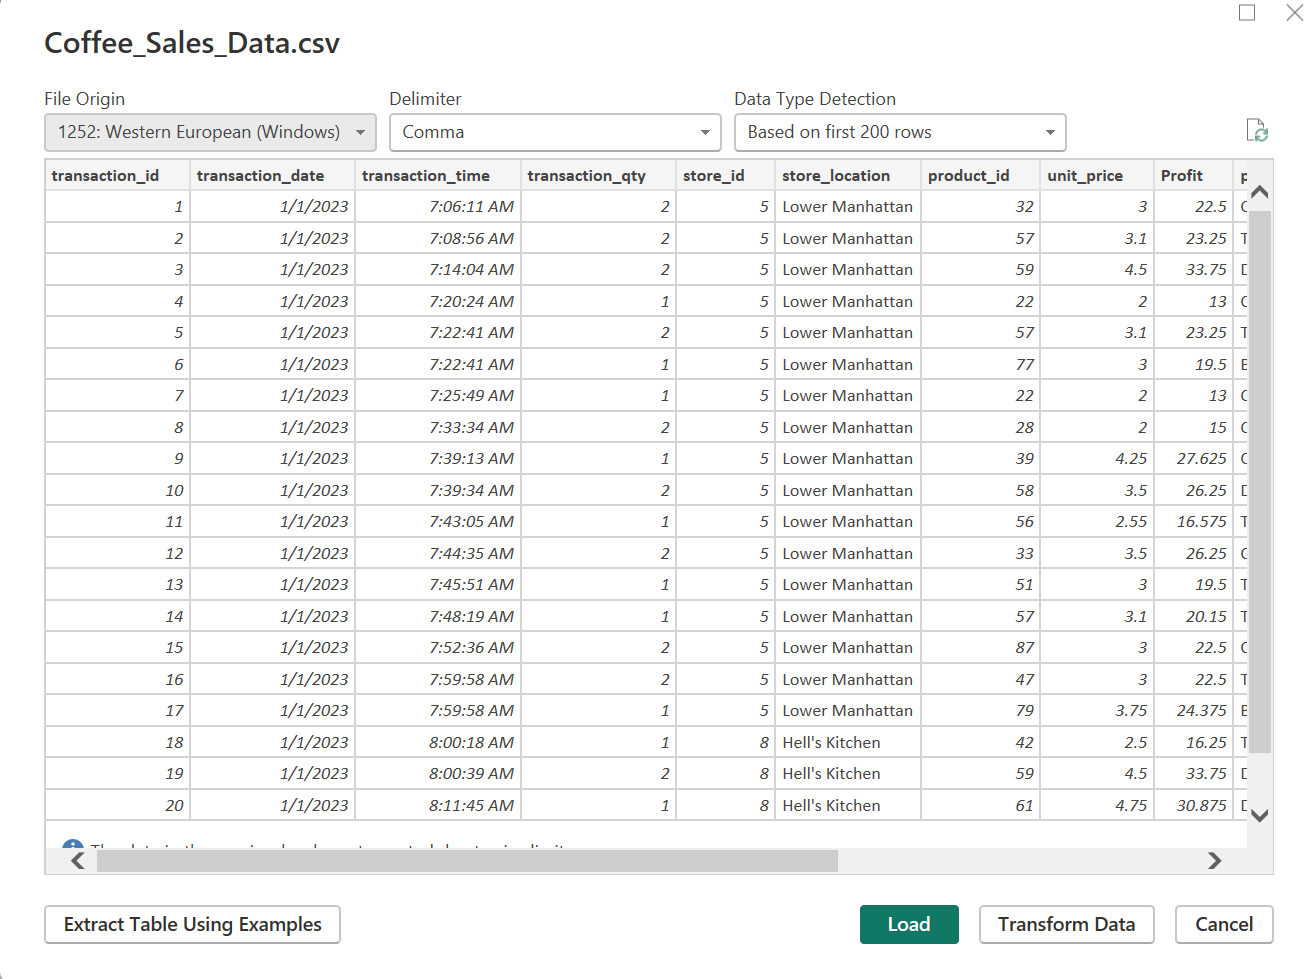 Coffee_Sales_Data.csv
File Origin Delimiter Data Type Detection
1252: Western European (Windows) Comma Based on first 200 rows
transaction_id transaction_date transaction_time transaction_qty store_id store_location product_id unit_price Profit
1 1/1/2023 7:06:11 AM 2 5 Lower Manhattan 32 3 22.5
2 1/1/2023 7:08:56 AM 2 5 Lower Manhattan 57 3.1 23.25
3 1/1/2023 7:14:04 AM 2 5 Lower Manhattan 59 4.5 33.75
4 1/1/2023 7:20:24 AM 1 5 Lower Manhattan 22 2 13
5 1/1/2023 7:22:41 AM 2 5 Lower Manhattan 57 3.1 23.25
6 1/1/2023 7:22:41 AM 1 5 Lower Manhattan 77 3 19.5
7 1/1/2023 7:25:49 AM 1 5 Lower Manhattan 22 2 13
8 1/1/2023 7:33:34 AM 2 5 Lower Manhattan 28 2 15
9 1/1/2023 7:39:13 AM 1 5 Lower Manhattan 39 4.25 27.625
10 1/1/2023 7:39:34 AM 2 5 Lower Manhattan 58 3.5 26.25
11 1/1/2023 7:43:05 AM 1 5 Lower Manhattan 56 2.55 16.575
12 1/1/2023 7:44:35 AM 2 5 Lower Manhattan 33 3.5 26.25
13 1/1/2023 7:45:51 AM 1 5 Lower Manhattan 51 3 19.5
14 1/1/2023 7:48:19 AM 1 5 Lower Manhattan 57 3.1 20.15
15 1/1/2023 7:52:36 AM 2 5 Lower Manhattan 87 3 22.5
16 1/1/2023 7:59:58 AM 2 5 Lower Manhattan 47 3 22.5
17 1/1/2023 7:59:58 AM 1 5 Lower Manhattan 79 3.75 24.375
18 1/1/2023 8:00:18 AM 1 8 Hell's Kitchen 42 2.5 16.25
19 1/1/2023 8:00:39 AM 2 8 Hell's Kitchen 59 4.5 33.75
20 1/1/2023 8:11:45 AM 1 8 Hell's Kitchen 61 4.75 30.875
Extract Table Using Examples Load Transform Data Cancel